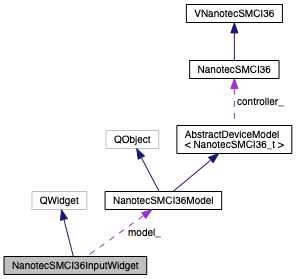 VNanotecSMCI36
NanotecSMCI36
controller_
AbstractDeviceModel
< NanotecSMCI36_t >
QObject
QWidget
NanotecSMCI36Model
model_
NanotecSMCI36InputWidget